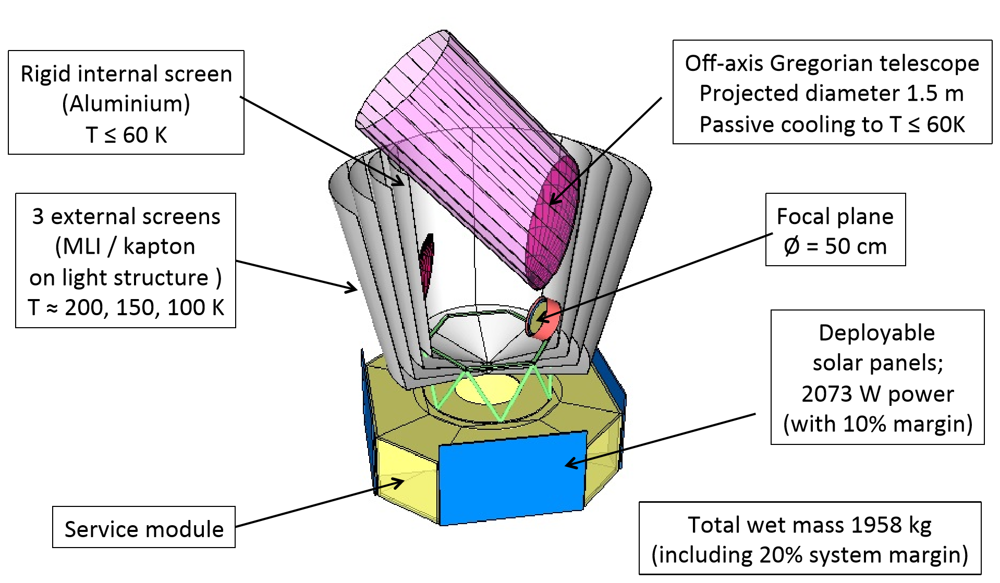 Rigid internal screen
(Aluminium)
T ≤ 60 K
Off-axis Gregorian telescope
Projected diameter 1.5 m
Passive cooling to T ≤ 60K
3 external screens
(MLI / kapton
on light structure )
T ≈ 200, 150, 100 K
Focal plane
Ø = 50 cm
Deployable
solar panels;
2073 W power
(with 10% margin)
Service module
Total wet mass 1958 kg
(including 20% system margin)